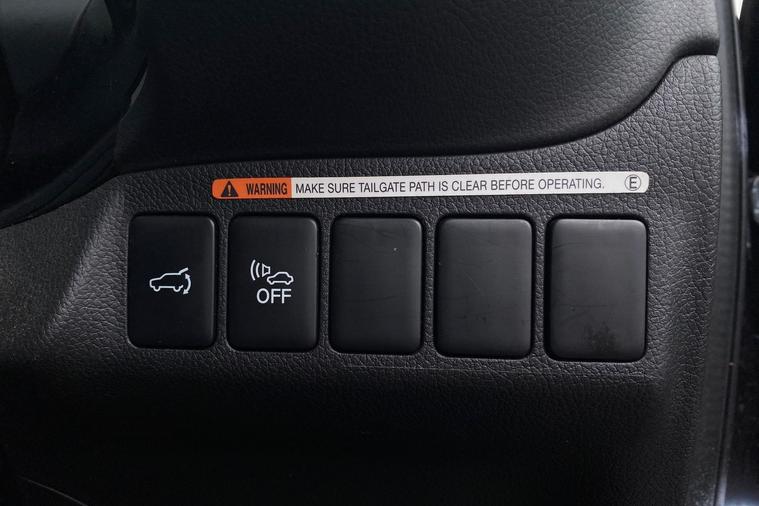 WARNING MAKE SURE TAILGATE PATH IS CLEAR BEFORE OPERATING. E
OFF